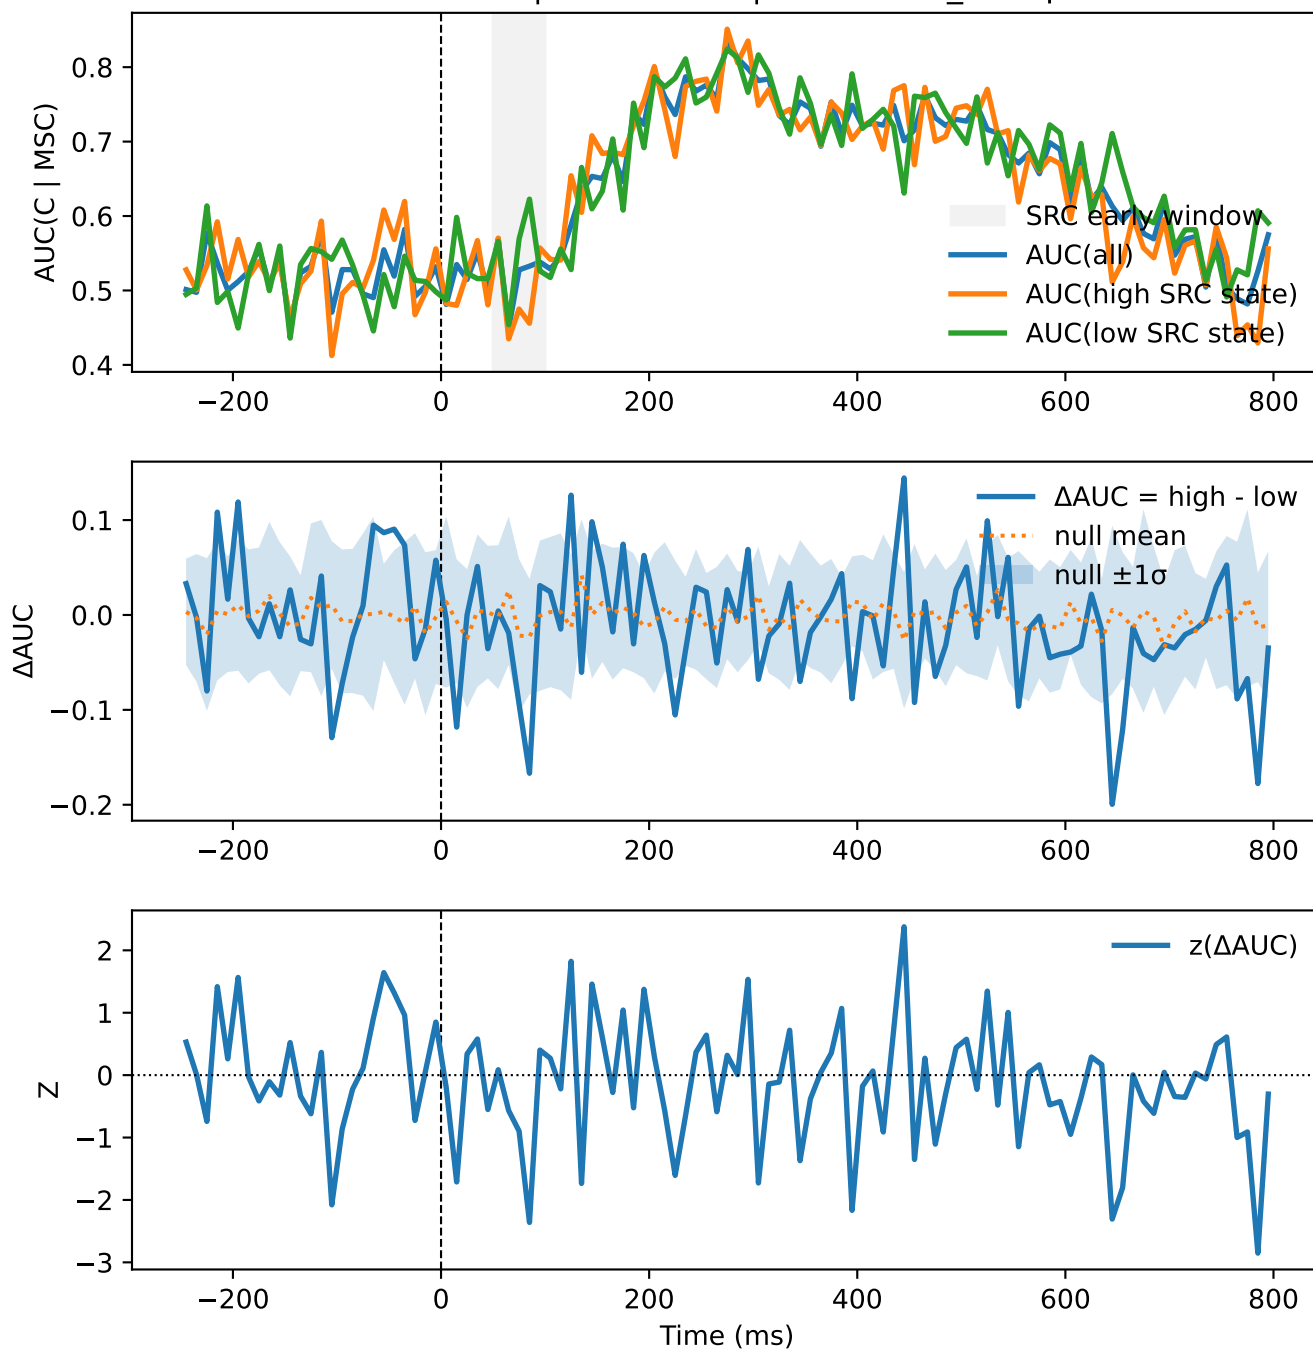 0.8
0.7
0.6
0.5
0.4
AUC(C | MSC)
SRC early window
AUC(all)
AUC(high SRC state)
AUC(low SRC state)
−200 0 200 400 600 800
0.1
0.0
−0.1
−0.2
ΔAUC
ΔAUC = high - low
null mean
null ±1σ
−200 0 200 400 600 800
2
1
0
−1
−2
−3
Z
z(ΔAUC)
−200 0 200 400 600 800
Time (ms)